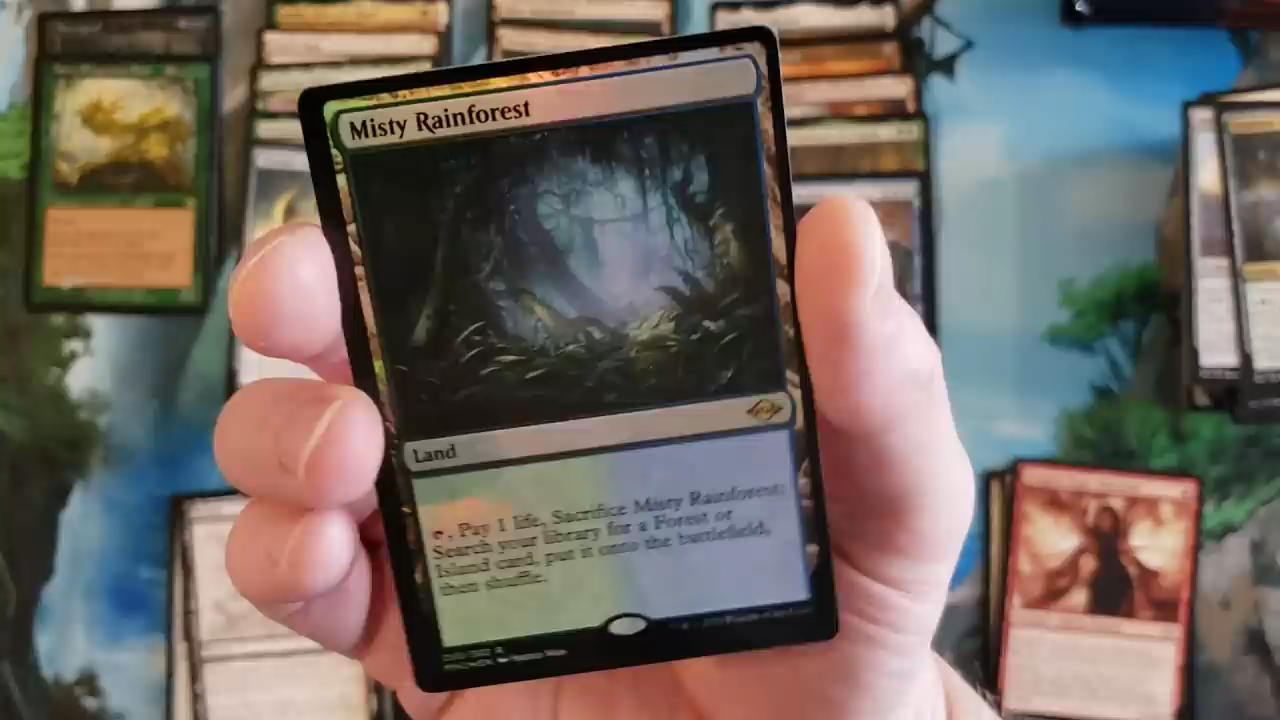 Misty Rainforest
Land
, Pay 1 life, Sacrifice Misty Rainforest:
Search your library for a Forest or
Island card, put it onto the battlefield,
then shuffle.